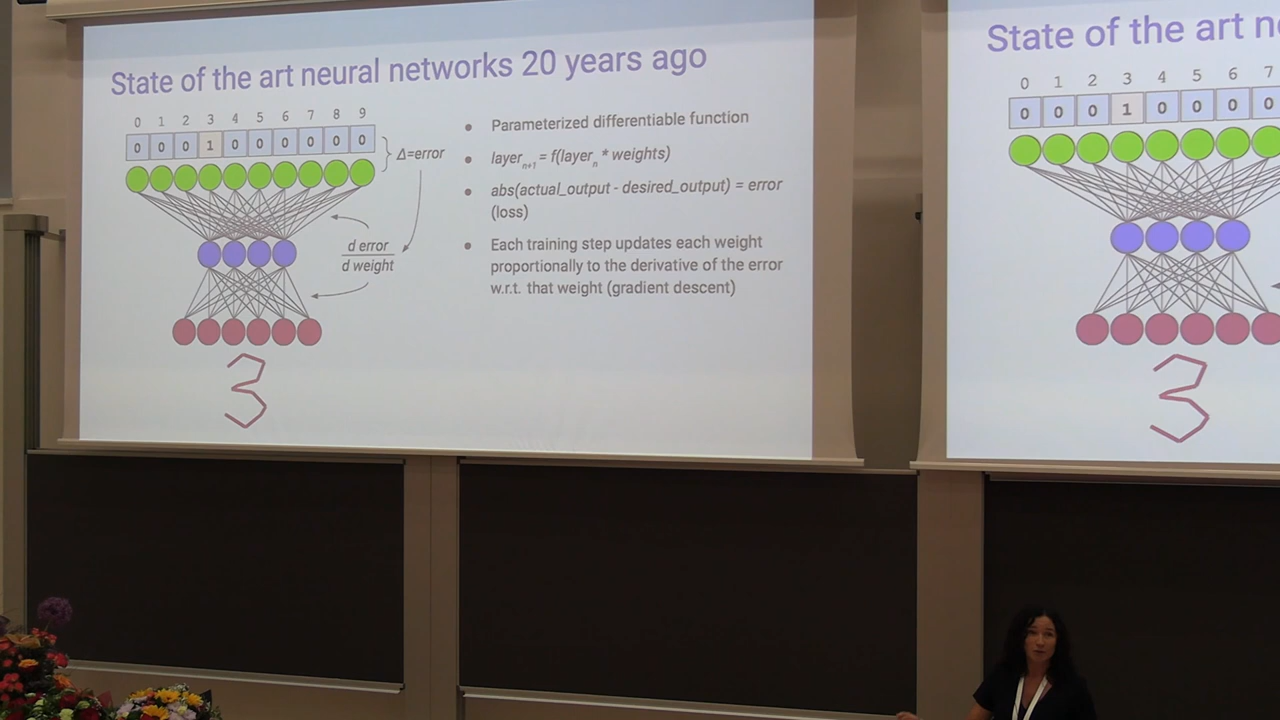 State of the art neural networks 20 years ago
0 1 2 3 4 5 6 7 8 9
0 0 0 1 0 0 0 0 0 0
Δ=error
d error
d weight
3
• Parameterized differentiable function
• layer n+1 = f(layer n * weights)
• abs(actual_output - desired_output) = error
(loss)
• Each training step updates each weight
proportionally to the derivative of the error
w.r.t. that weight (gradient descent)
State of the art n
0 1 2 3 4 5 6 7
0 0 0 1 0 0 0 0
3